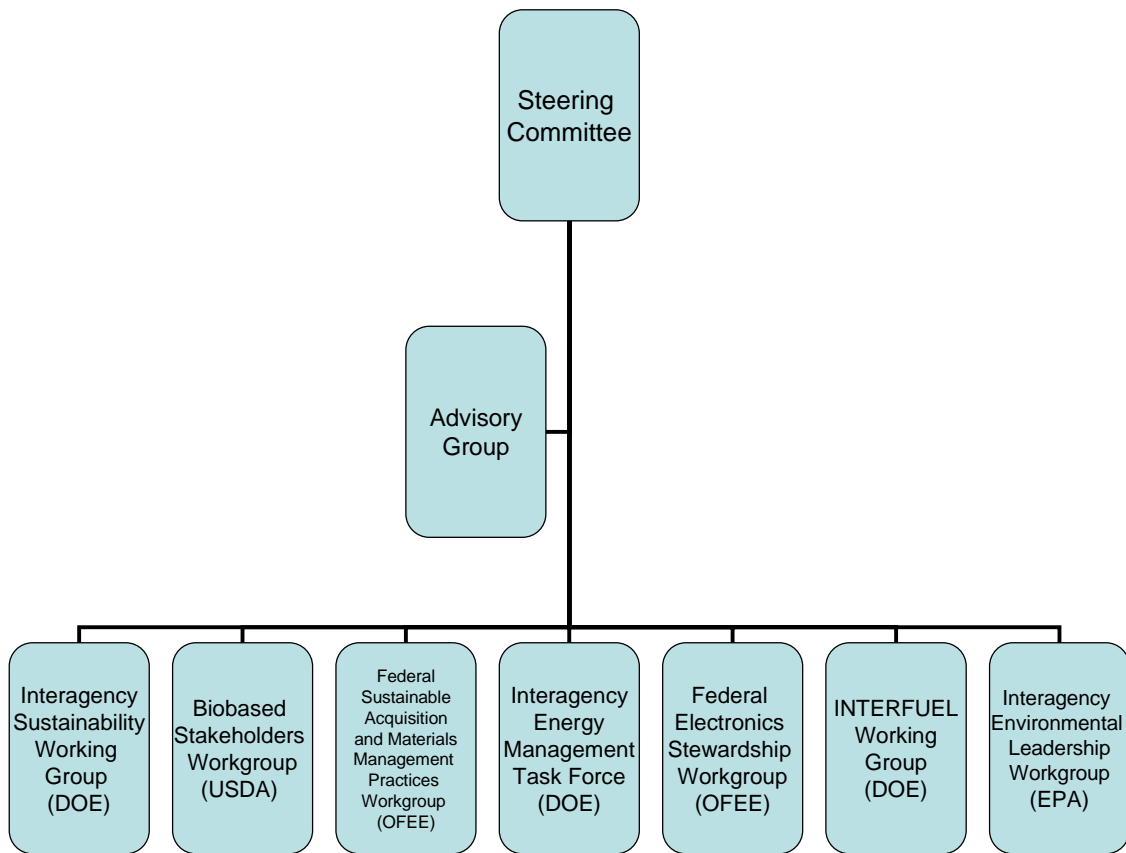 Steering
Committee
Advisory
Group
Interagency
Sustainability
Working
Group
(DOE)
Biobased
Stakeholders
Workgroup
(USDA)
Federal
Sustainable
Acquisition
and Materials
Management
Practices
Workgroup
(OFEE)
Interagency
Energy
Management
Task Force
(DOE)
Federal
Electronics
Stewardship
Workgroup
(OFEE)
INTERFUEL
Working
Group
(DOE)
Interagency
Environmental
Leadership
Workgroup
(EPA)